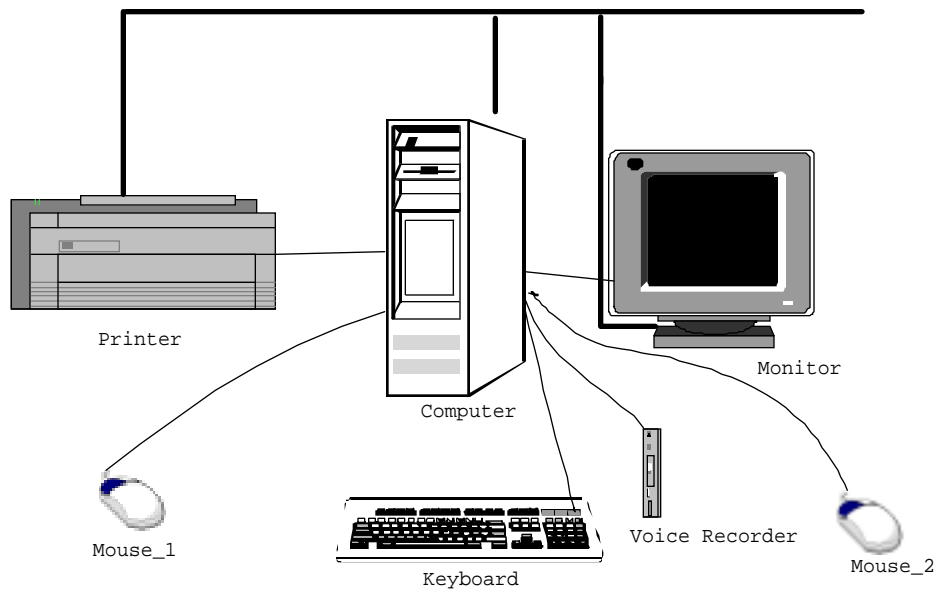 Printer
Monitor
Computer
Mouse_1
Voice Recorder
Mouse_2
Keyboard